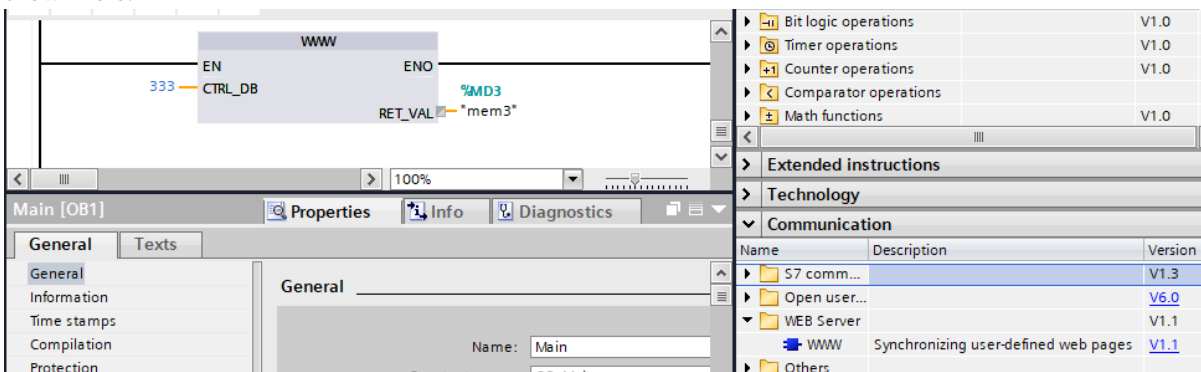 WWW
EN
ENO
333
CTRL_DB
%MD3
RET_VAL
"mem3"
100%
Main [OB1]
Properties
Info
Diagnostics
General
Texts
General
Information
Time stamps
Compilation
Protection
General
Name:
Main
Bit logic operations V1.0
Timer operations V1.0
Counter operations V1.0
Comparator operations
Math functions V1.0
Extended instructions
Technology
Communication
Name Description Version
S7 comm... V1.3
Open user... V6.0
WEB Server V1.1
WWW Synchronizing user-defined web pages V1.1
Others